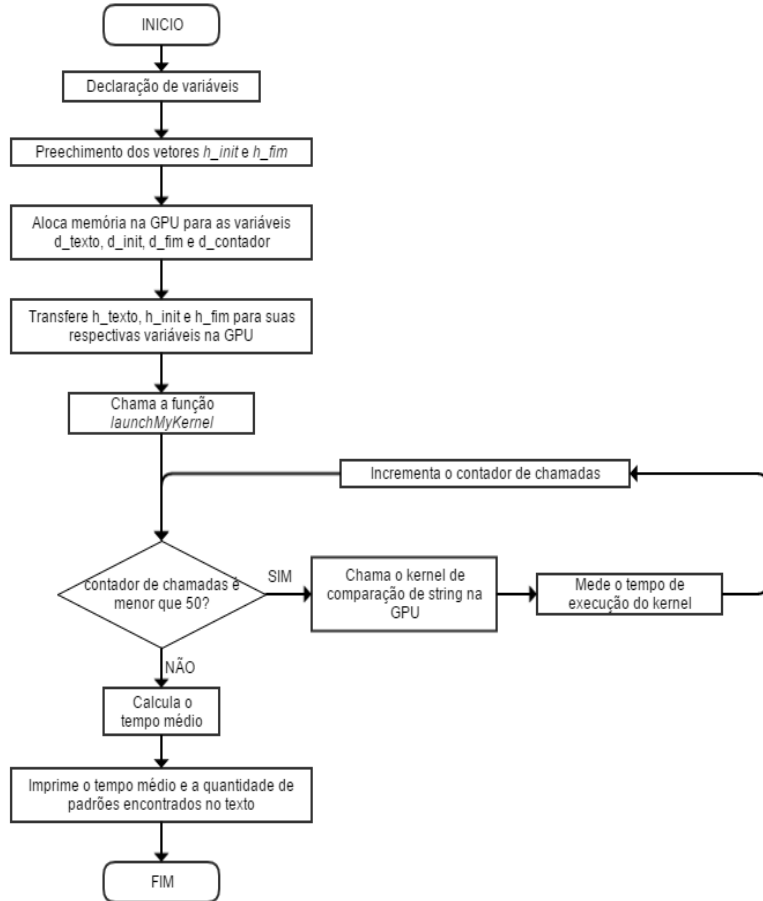 INICIO
Declaração de variáveis
Preechimento dos vetores h_init e h_fim
Aloca memória na GPU para as variáveis
d_texto, d_init, d_fim e d_contador
Transfere h_texto, h_init e h_fim para suas
respectivas variáveis na GPU
Chama a função
launchMyKernel
Incrementa o contador de chamadas
contador de chamadas é
menor que 50?
SIM
Chama o kernel de
comparação de string na
GPU
Mede o tempo de
execução do kernel
NÃO
Calcula o
tempo médio
Imprime o tempo médio e a quantidade de
padrões encontrados no texto
FIM